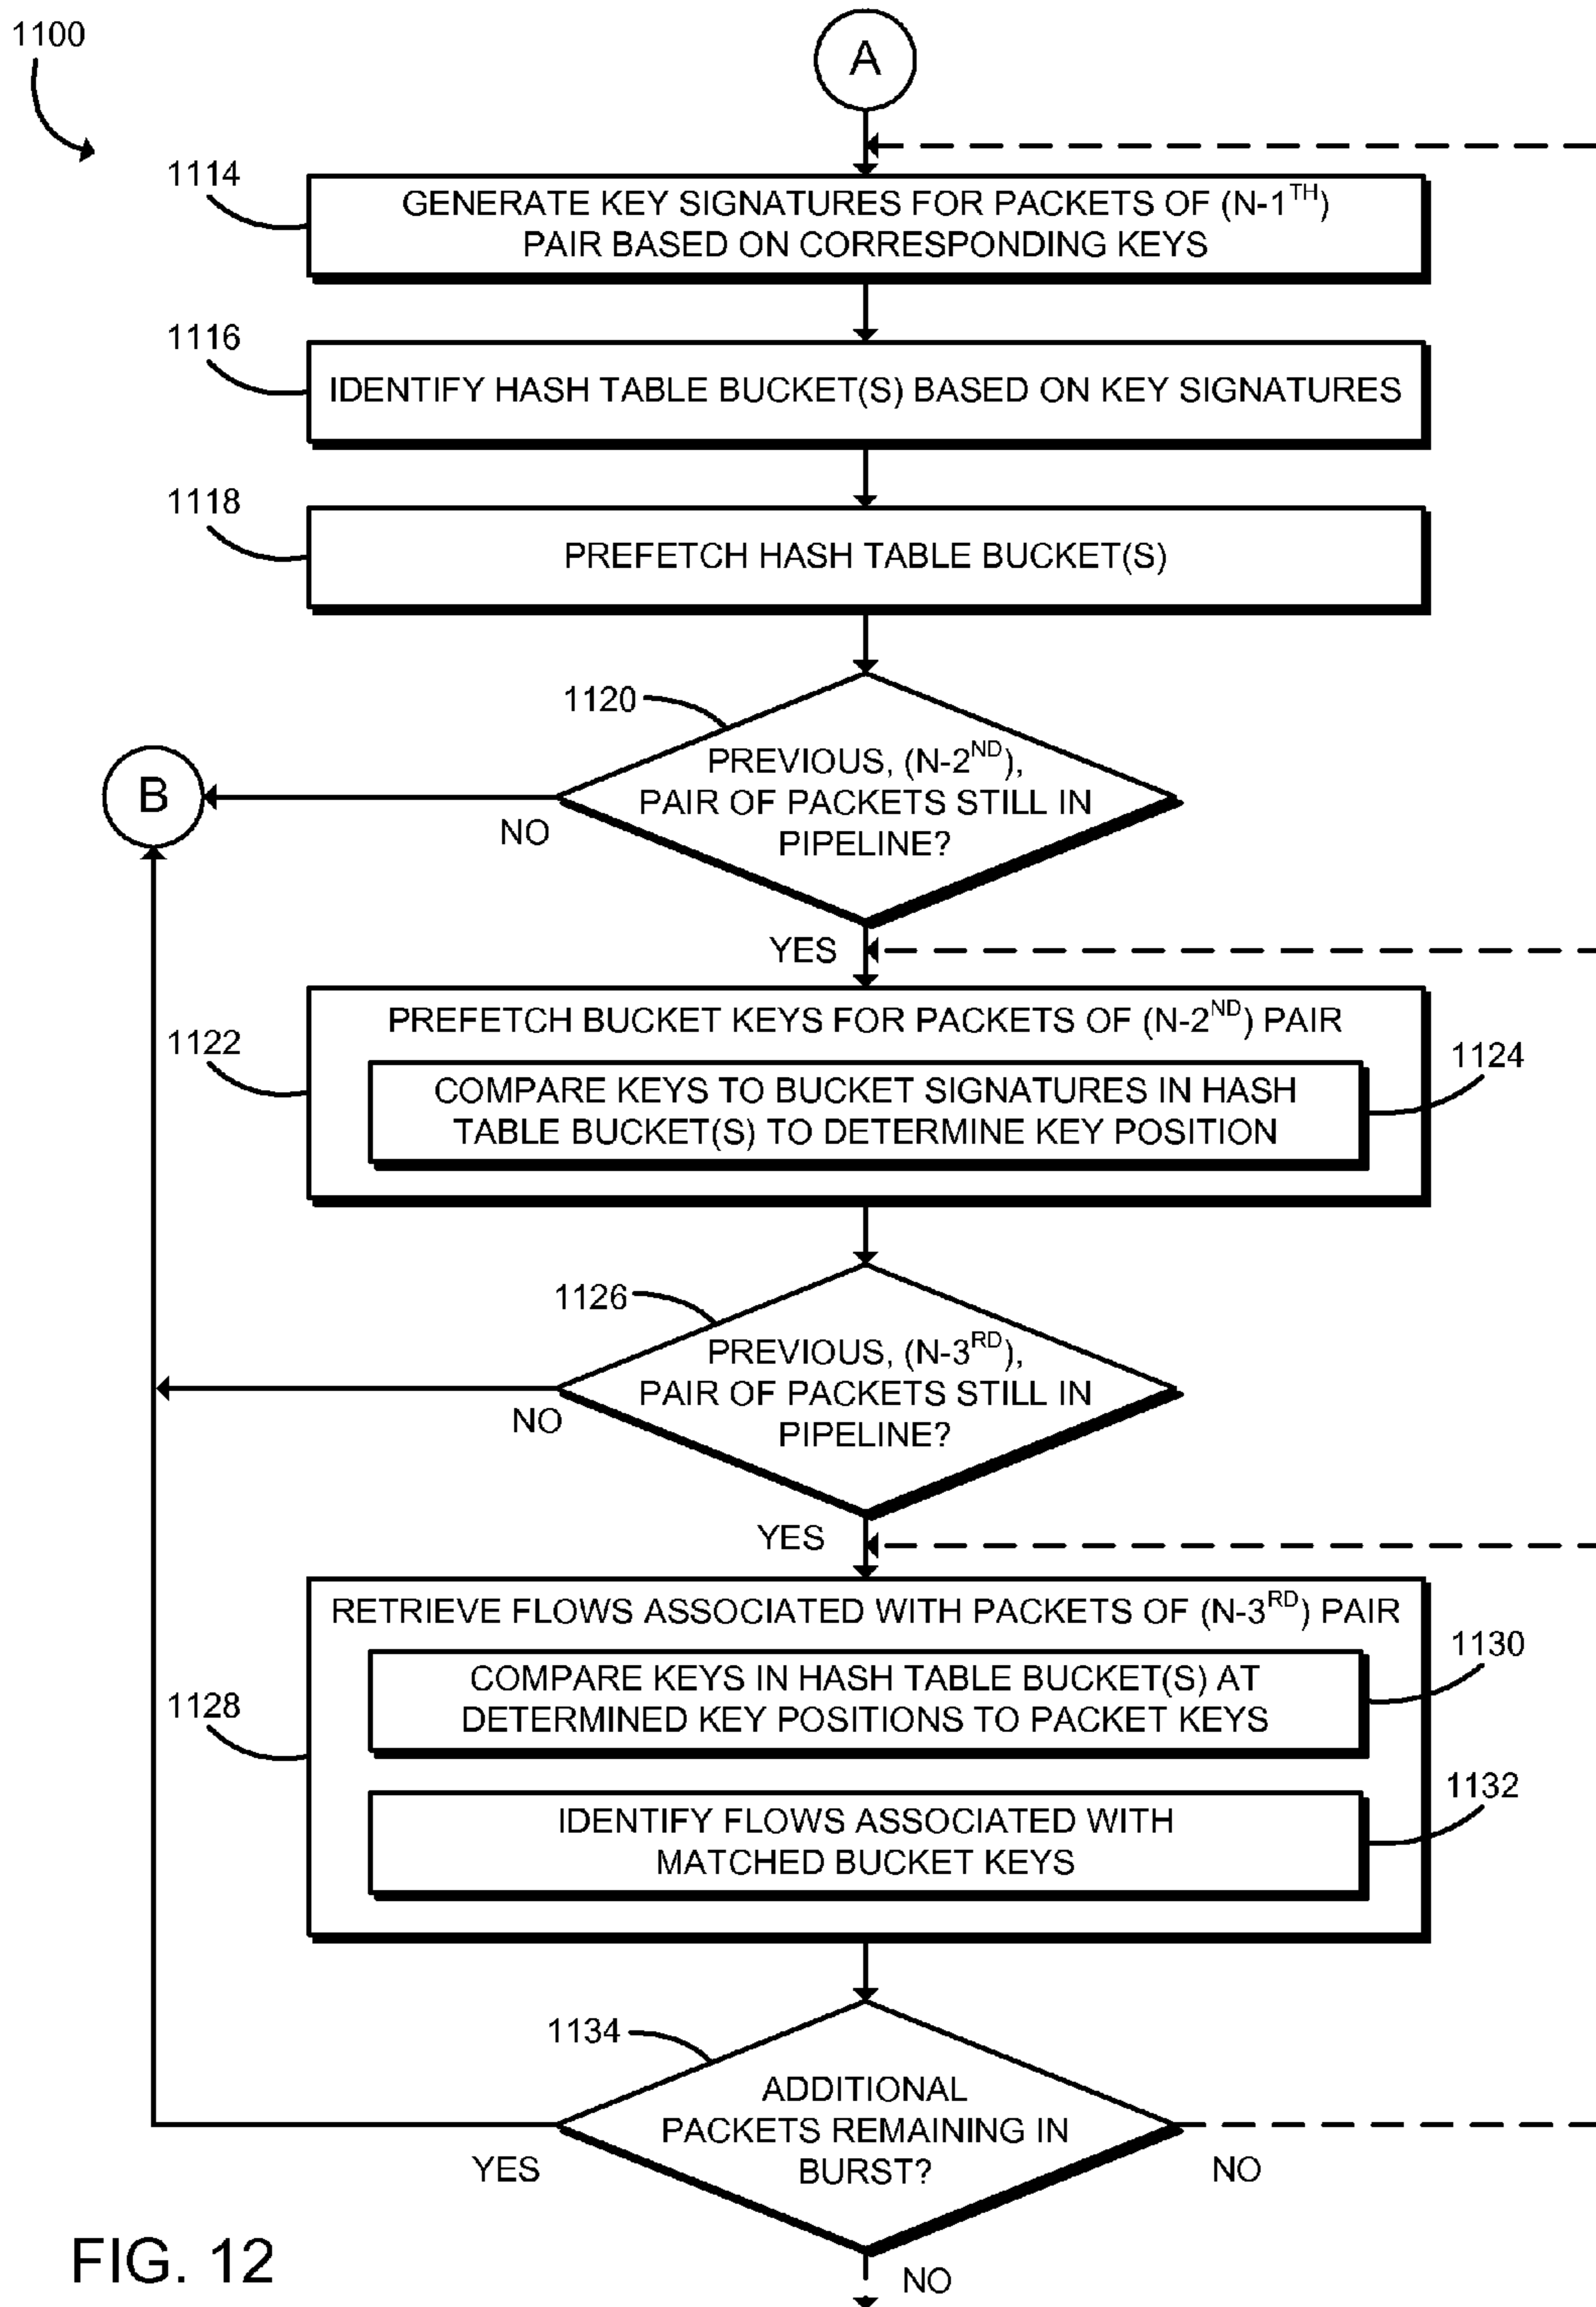 1100
A
1114
GENERATE KEY SIGNATURES FOR PACKETS OF (N-1TH)
PAIR BASED ON CORRESPONDING KEYS
1116
IDENTIFY HASH TABLE BUCKET(S) BASED ON KEY SIGNATURES
1118
PREFETCH HASH TABLE BUCKET(S)
1120
PREVIOUS, (N-2ND),
PAIR OF PACKETS STILL IN
PIPELINE?
B
NO
YES
1122
PREFETCH BUCKET KEYS FOR PACKETS OF (N-2ND) PAIR
1124
COMPARE KEYS TO BUCKET SIGNATURES IN HASH
TABLE BUCKET(S) TO DETERMINE KEY POSITION
1126
PREVIOUS, (N-3RD),
PAIR OF PACKETS STILL IN
PIPELINE?
NO
YES
1128
RETRIEVE FLOWS ASSOCIATED WITH PACKETS OF (N-3RD) PAIR
1130
COMPARE KEYS IN HASH TABLE BUCKET(S) AT
DETERMINED KEY POSITIONS TO PACKET KEYS
1132
IDENTIFY FLOWS ASSOCIATED WITH
MATCHED BUCKET KEYS
1134
ADDITIONAL
PACKETS REMAINING IN
BURST?
YES
NO
NO
FIG. 12